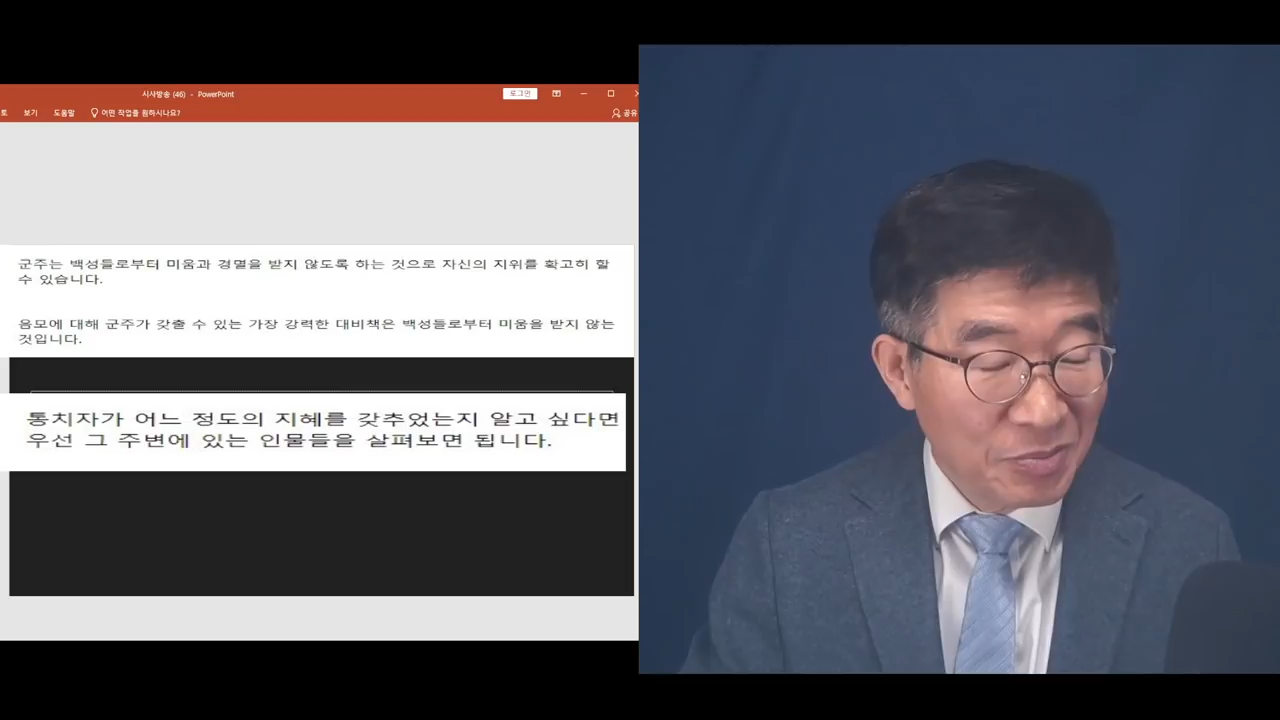 시사방송 (46) - PowerPoint
로그인
토 보기 도움말 어떤 작업을 원하시나요? 공유
군주는 백성들로부터 미움과 경멸을 받지 않도록 하는 것으로 자신의 지위를 확고히 할
수 있습니다.
음모에 대해 군주가 갖출 수 있는 가장 강력한 대비책은 백성들로부터 미움을 받지 않는
것입니다.
통치자가 어느 정도의 지혜를 갖추었는지 알고 싶다면
우선 그 주변에 있는 인물들을 살펴보면 됩니다.